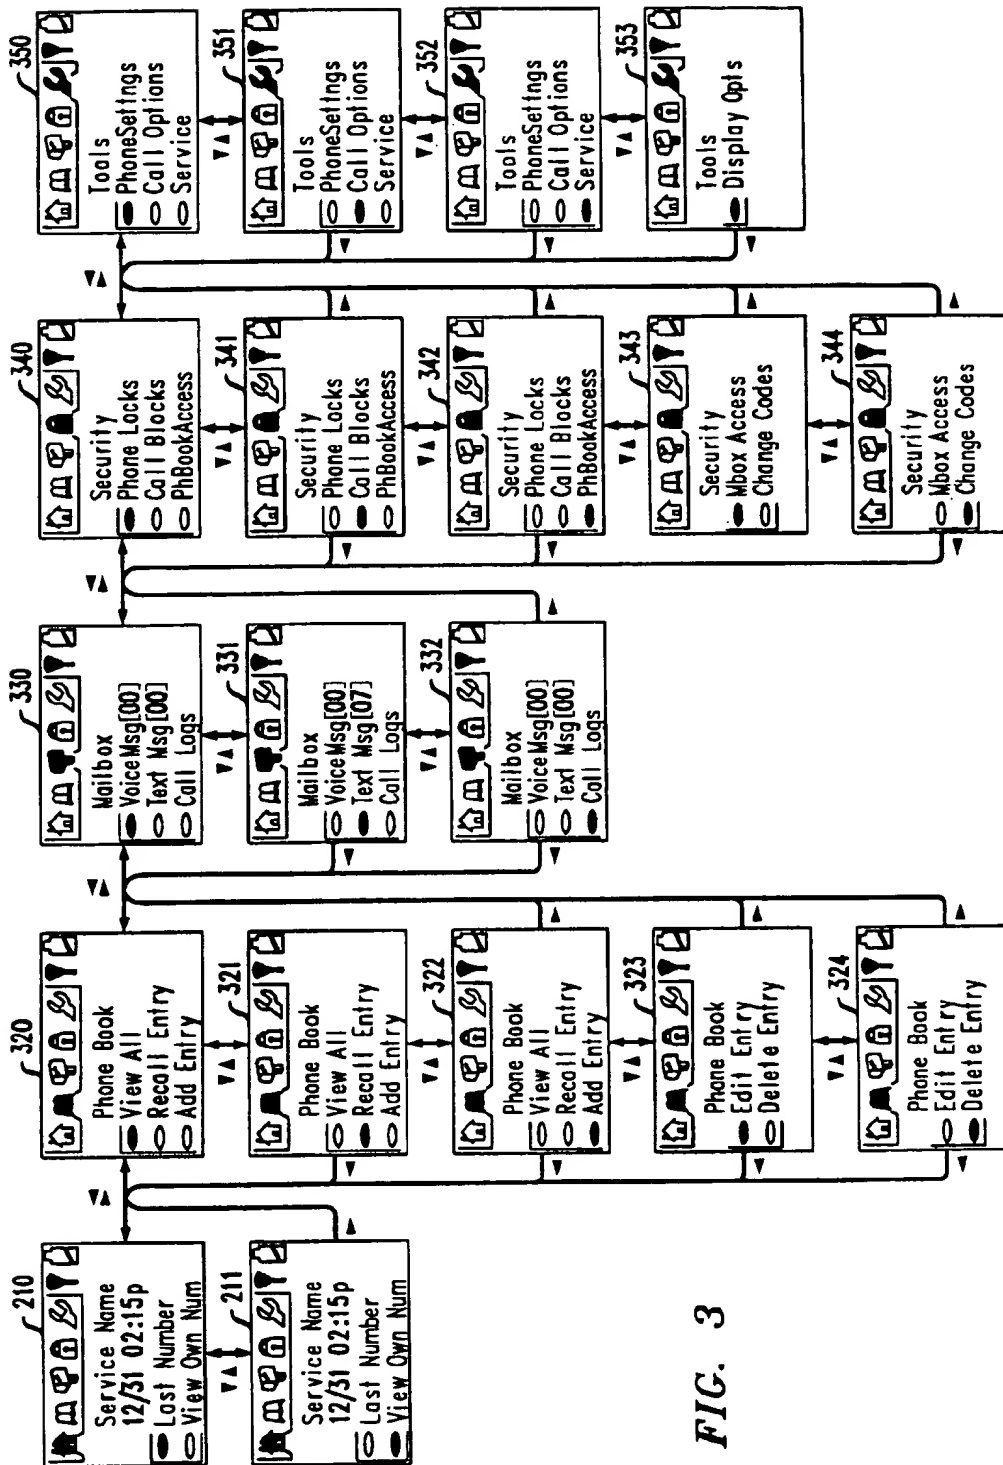 210
Service Name
12/31 02:15p
Last Number
View Own Num
211
Service Name
12/31 02:15p
Last Number
View Own Num
320
Phone Book
View All
Recall Entry
Add Entry
321
Phone Book
View All
Recall Entry
Add Entry
322
Phone Book
View All
Recall Entry
Add Entry
323
Phone Book
Edit Entry
Delete Entry
324
Phone Book
Edit Entry
Delete Entry
330
Mailbox
VoiceMsg[00]
Text Msg[00]
Call Logs
331
Mailbox
VoiceMsg[00]
Text Msg[07]
Call Logs
332
Mailbox
VoiceMsg[00]
Text Msg[00]
Call Logs
340
Security
Phone Locks
Call Blocks
PhBookAccess
341
Security
Phone Locks
Call Blocks
PhBookAccess
342
Security
Phone Locks
Call Blocks
PhBookAccess
343
Security
Mbox Access
Change Codes
344
Security
Mbox Access
Change Codes
350
Tools
PhoneSettngs
Call Options
Service
351
Tools
PhoneSettngs
Call Options
Service
352
Tools
PhoneSettngs
Call Options
Service
353
Tools
Display Opts
FIG. 3